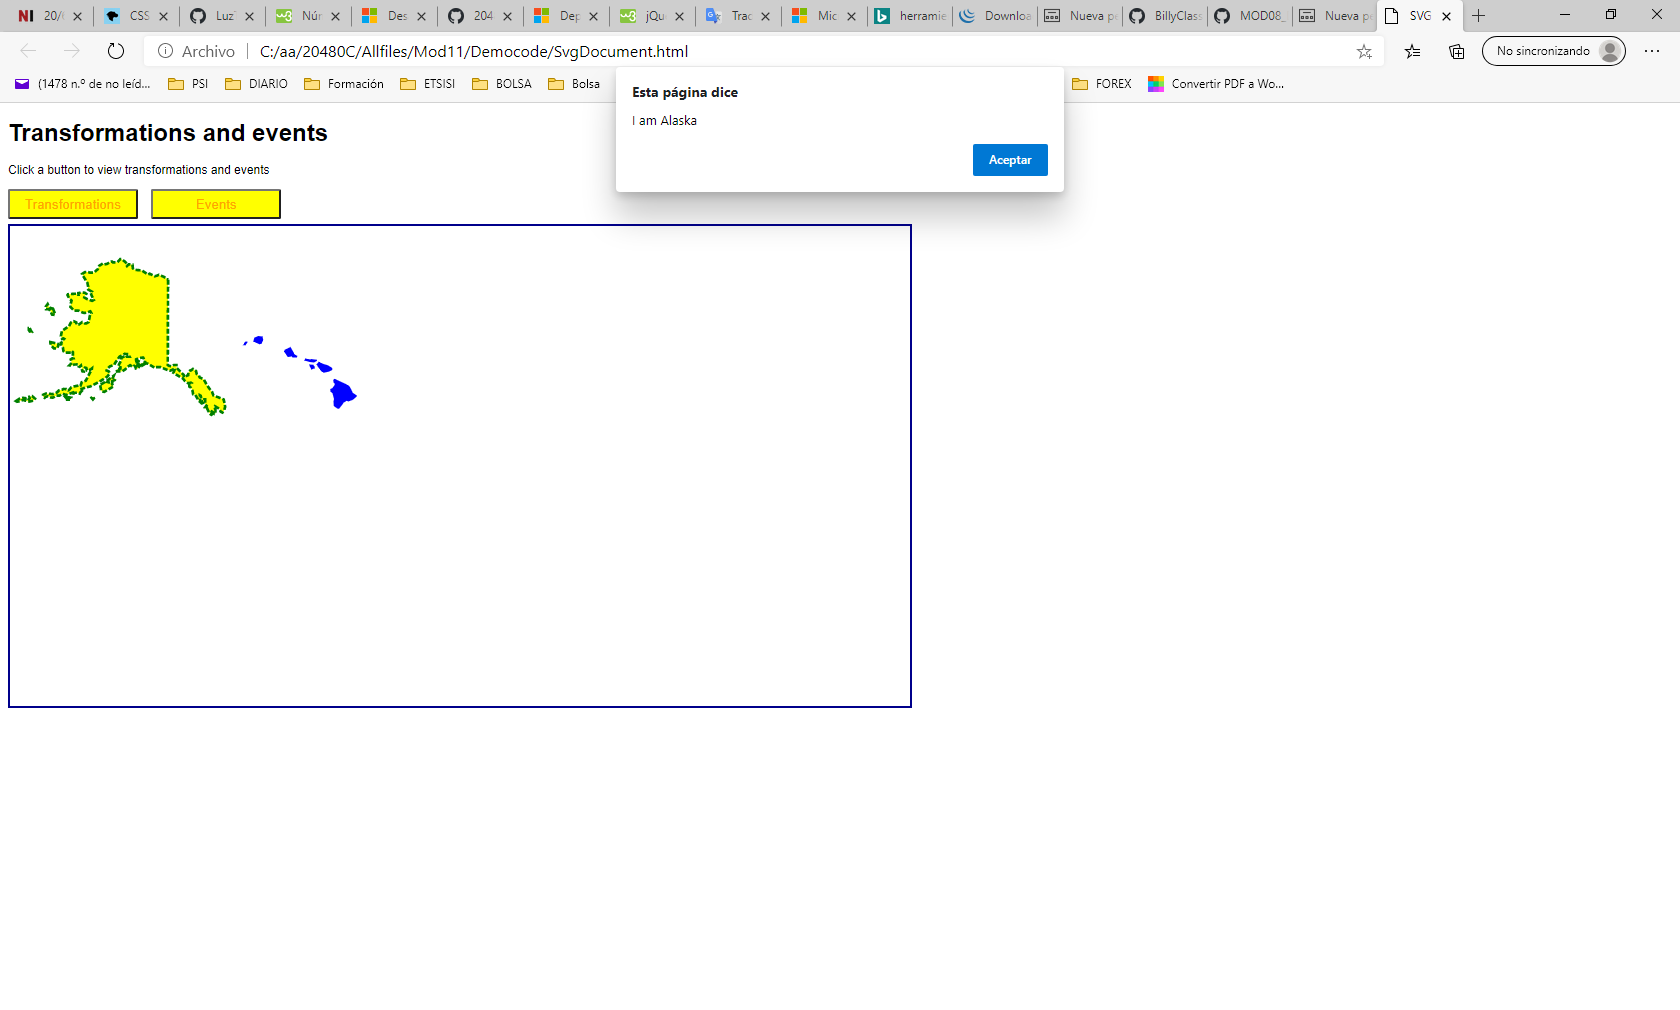 20/ CSS Luz Núr Des 204 Dep jQu Trac Mic herramie Downloa Nueva pe BillyClass MOD08_ Nueva pe SVG
Archivo C:/aa/20480C/Allfiles/Mod11/Democode/SvgDocument.html No sincronizando
(1478 n.º de no leíd... PSI DIARIO Formación ETSISI BOLSA Bolsa FOREX Convertir PDF a Wo...
Esta página dice
I am Alaska
Aceptar
Transformations and events
Click a button to view transformations and events
Transformations Events